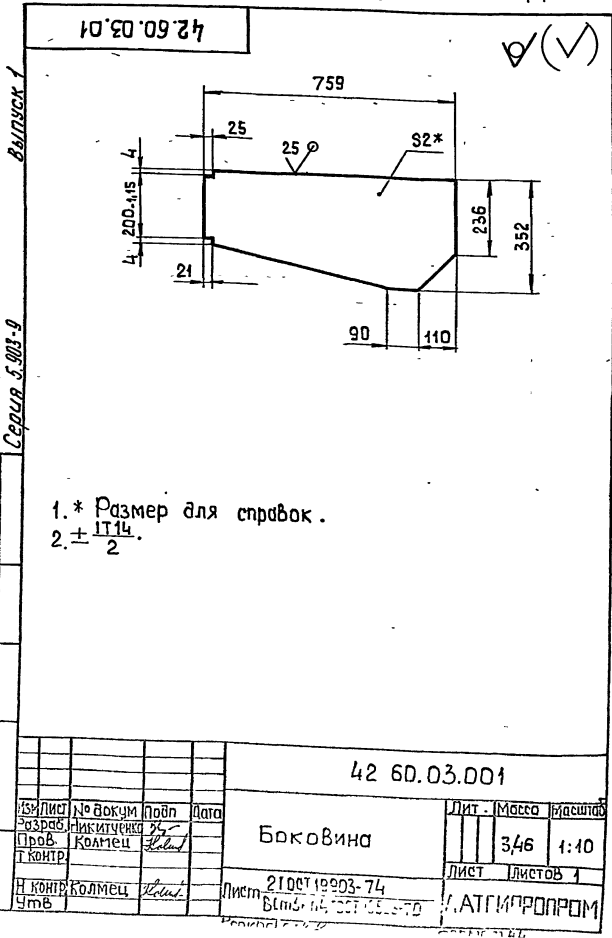 42.60.03.01
Выпуск 1
Серия 5.903-9
759
25
25
S2*
4
200-1,15
4
21
236
352
90
110
1.* Размер для справок.
2. ± IT14/2.
42 60.03.001
Изм Лист № докум Подп Дата
Разраб. Никитченко
Пров. Колмец
Т контр
Н контр Колмец
Утв
Боковина
Лит. Масса Масштаб
3,46 1:10
Лист Листов 1
Лист 2 ГОСТ 19903-74
ЛАТГИПРОПРОМ